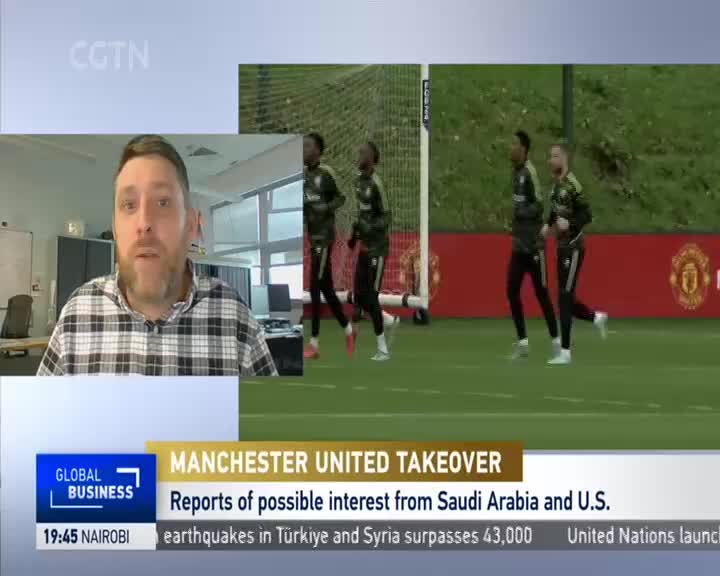 CGTN
MANCHESTER UNITED TAKEOVER
GLOBAL
BUSINESS
Reports of possible interest from Saudi Arabia and U.S.
19:45 NAIROBI
earthquakes in Türkiye and Syria surpasses 43,000 United Nations launc